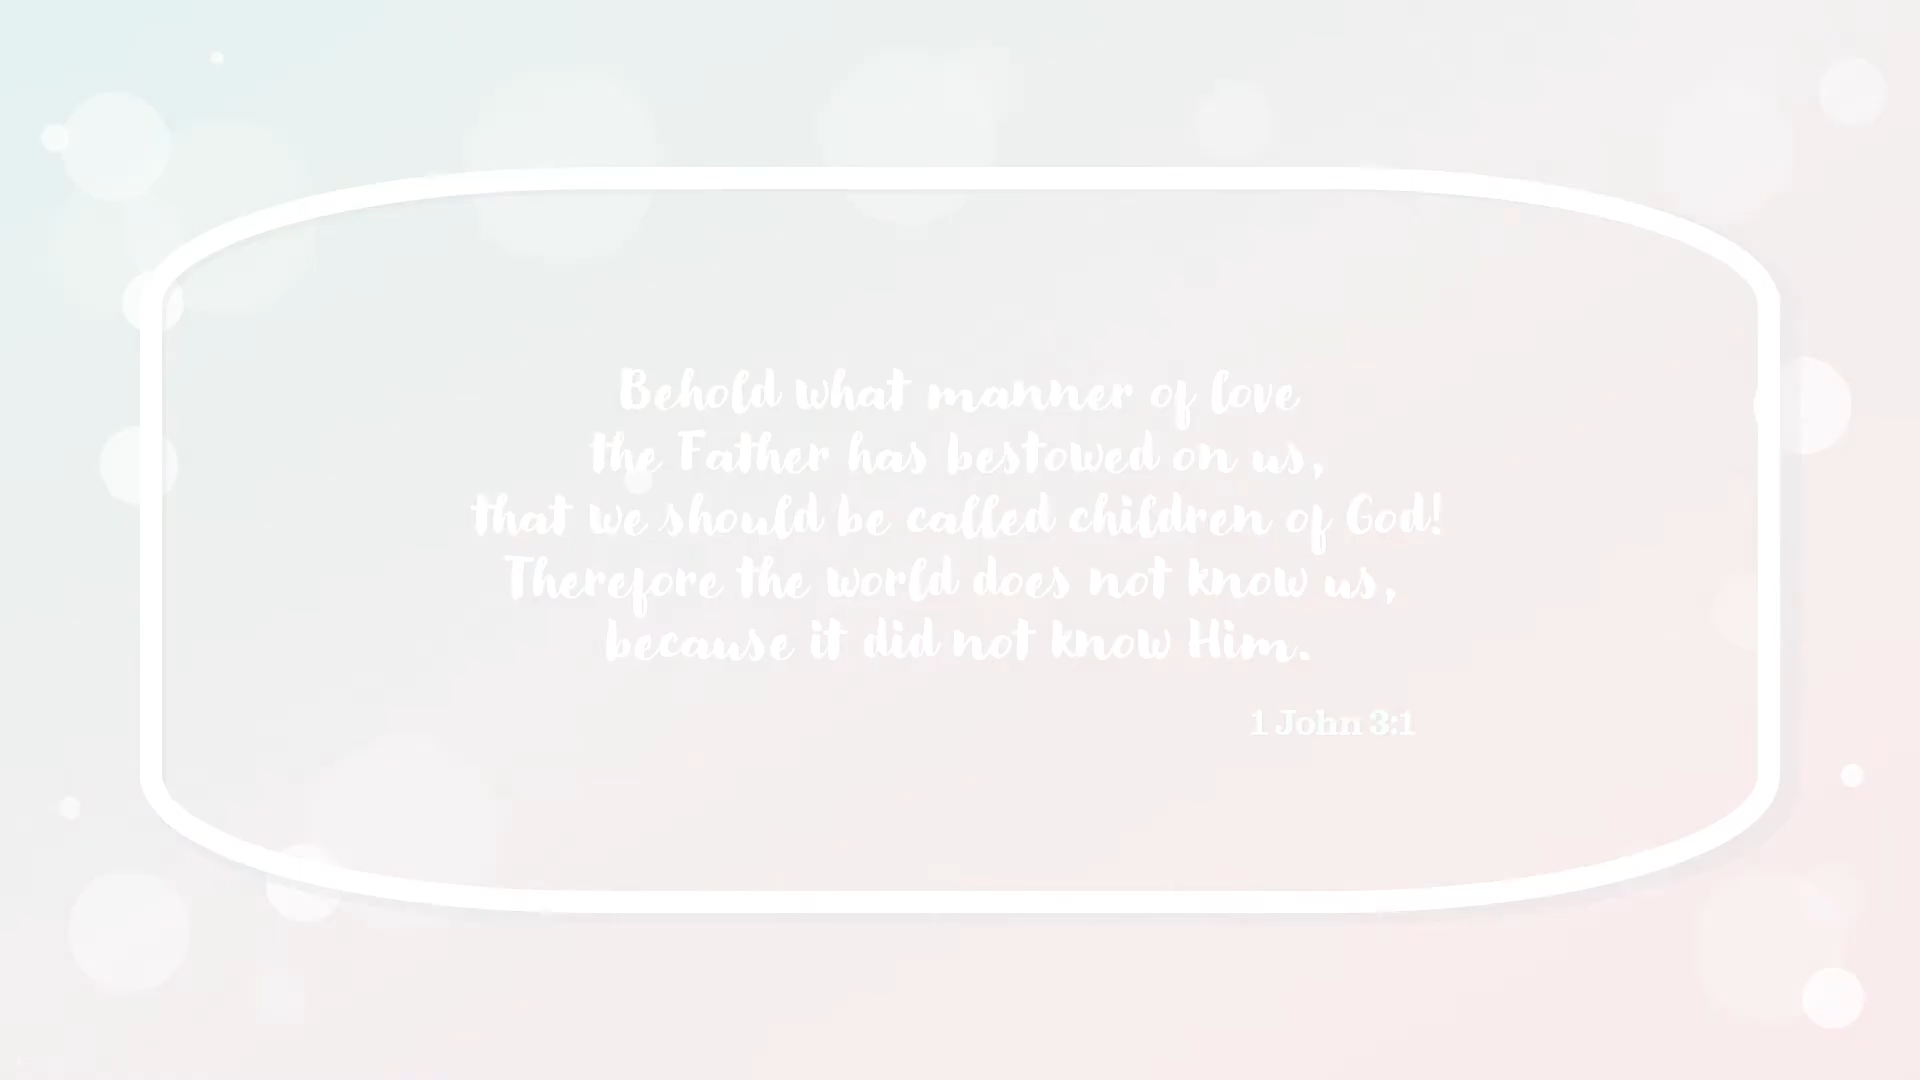 Behold what manner of love
the Father has bestowed on us,
that we should be called children of God!
Therefore the world does not know us,
because it did not know Him.
1 John 3:1